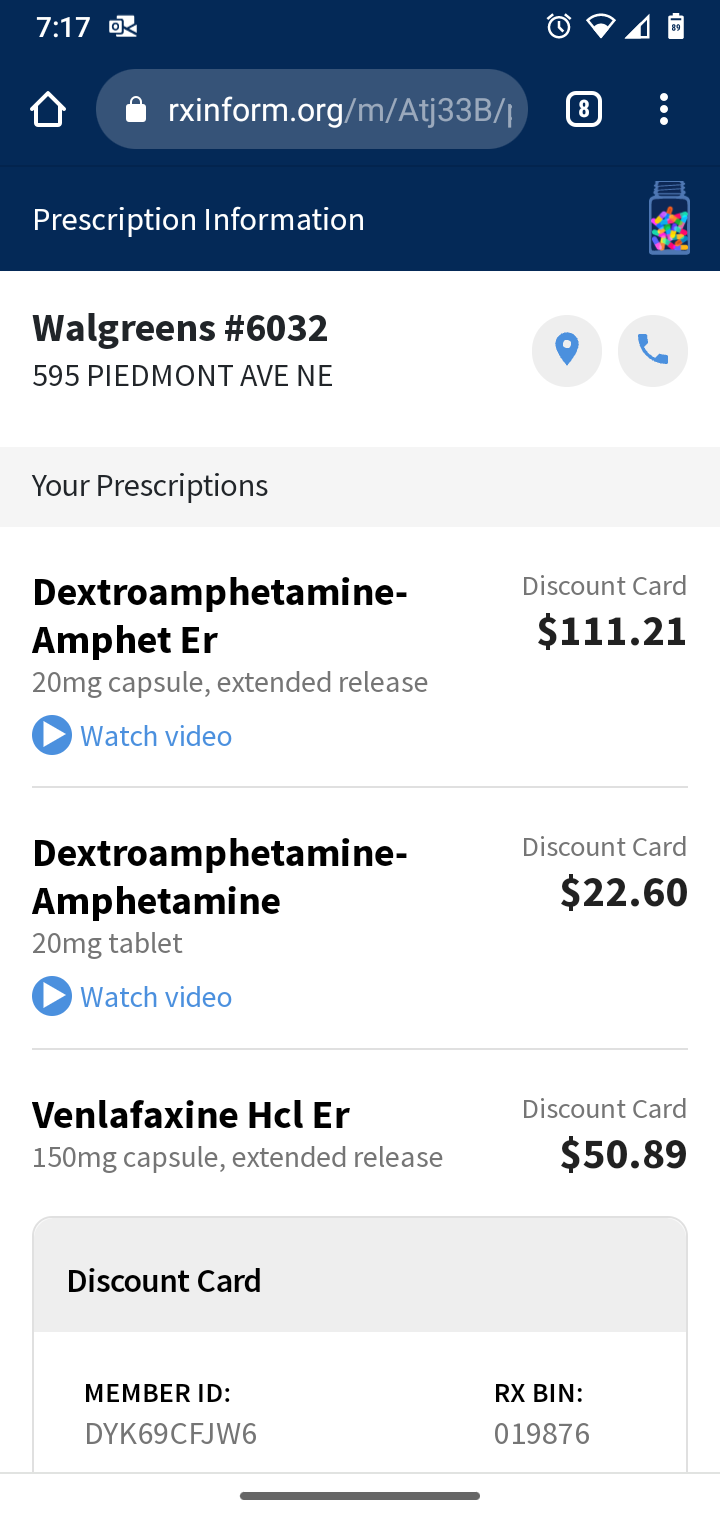 7:17
89
rxinform.org/m/Atj33B/
8
Prescription Information
Walgreens #6032
595 PIEDMONT AVE NE
Your Prescriptions
Dextroamphetamine-
Amphet Er
Discount Card
$111.21
20mg capsule, extended release
Watch video
Dextroamphetamine-
Amphetamine
Discount Card
$22.60
20mg tablet
Watch video
Venlafaxine Hcl Er
Discount Card
$50.89
150mg capsule, extended release
Discount Card
MEMBER ID:
RX BIN:
DYK69CFJW6
019876